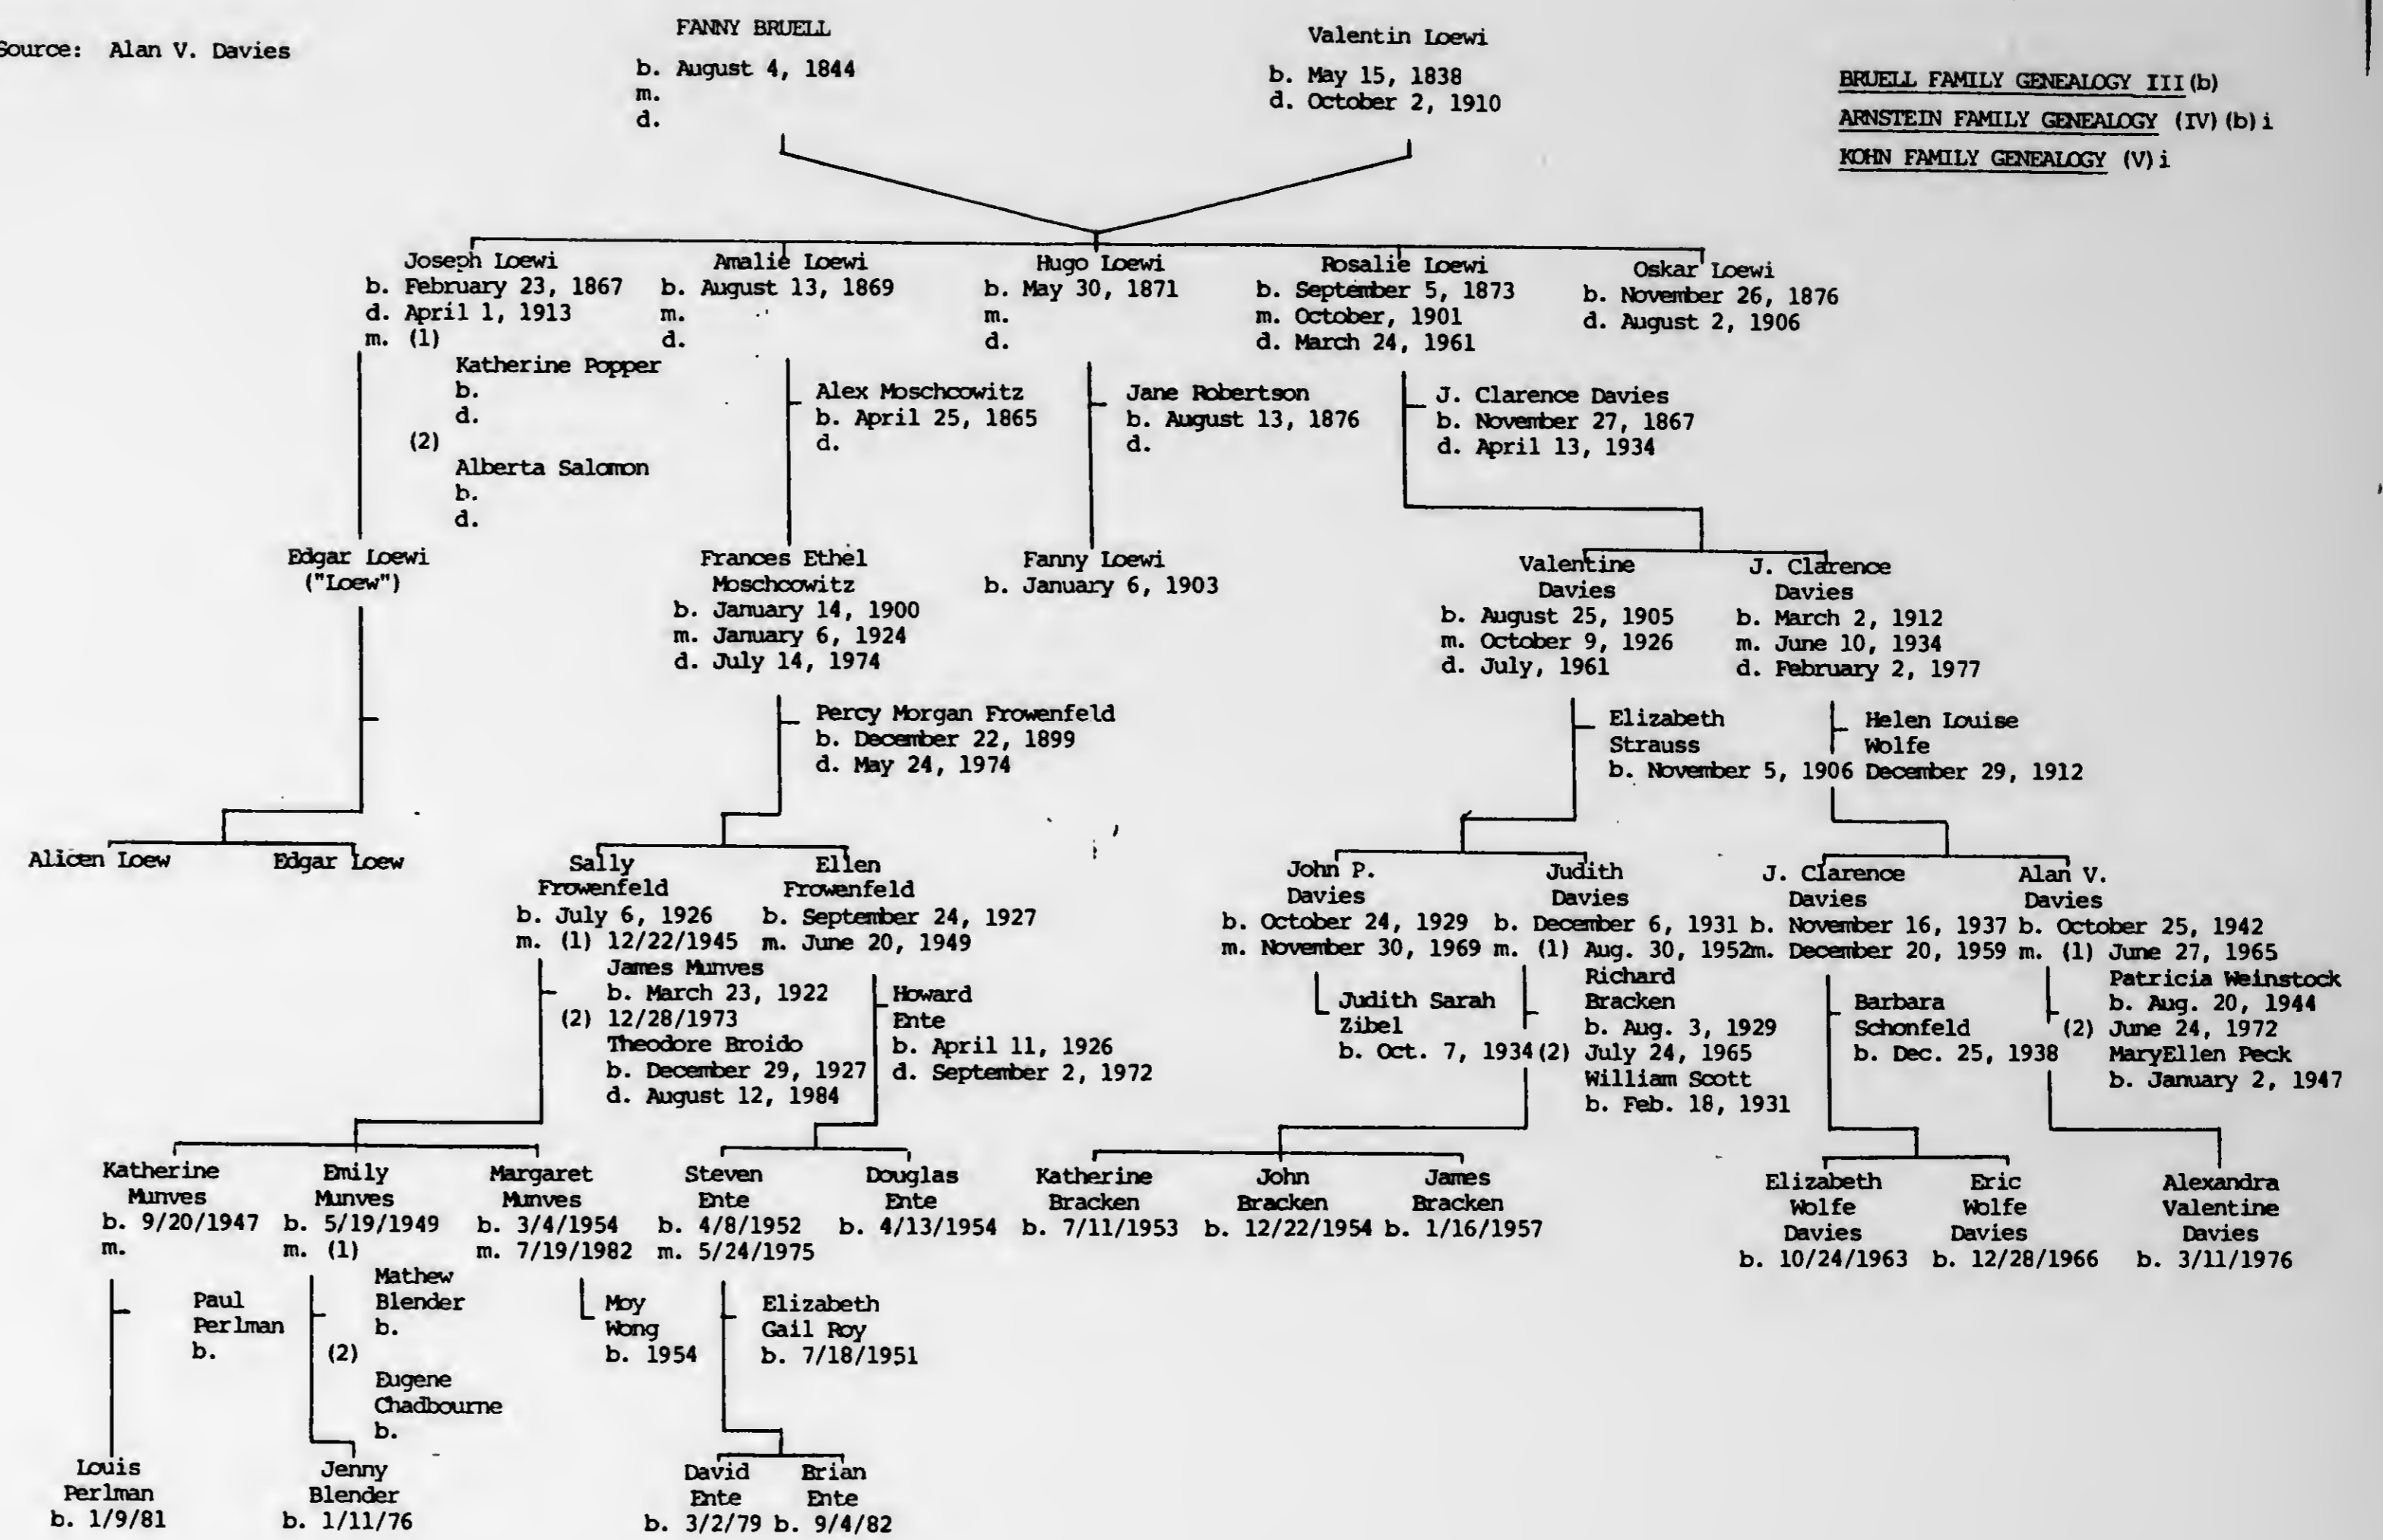 Source: Alan V. Davies
FANNY BRUELL
b. August 4, 1844
m.
d.
Valentin Loewi
b. May 15, 1838
d. October 2, 1910
BRUELL FAMILY GENEALOGY III(b)
ARNSTEIN FAMILY GENEALOGY (IV)(b)i
KOHN FAMILY GENEALOGY (V)i
Joseph Loewi
b. February 23, 1867
d. April 1, 1913
m. (1)
Katherine Popper
b.
d.
(2)
Alberta Salomon
b.
d.
Amalie Loewi
b. August 13, 1869
m.
d.
Alex Moschcowitz
b. April 25, 1865
d.
Hugo Loewi
b. May 30, 1871
m.
d.
Jane Robertson
b. August 13, 1876
d.
Rosalie Loewi
b. September 5, 1873
m. October, 1901
d. March 24, 1961
J. Clarence Davies
b. November 27, 1867
d. April 13, 1934
Oskar Loewi
b. November 26, 1876
d. August 2, 1906
Edgar Loewi
("Loew")
Frances Ethel
Moschcowitz
b. January 14, 1900
m. January 6, 1924
d. July 14, 1974
Percy Morgan Frowenfeld
b. December 22, 1899
d. May 24, 1974
Fanny Loewi
b. January 6, 1903
Valentine
Davies
b. August 25, 1905
m. October 9, 1926
d. July, 1961
Elizabeth
Strauss
b. November 5, 1906
J. Clarence
Davies
b. March 2, 1912
m. June 10, 1934
d. February 2, 1977
Helen Louise
Wolfe
December 29, 1912
Alicen Loew
Edgar Loew
Sally
Frowenfeld
b. July 6, 1926
m. (1) 12/22/1945
James Munves
b. March 23, 1922
(2) 12/28/1973
Theodore Broido
b. December 29, 1927
d. August 12, 1984
Ellen
Frowenfeld
b. September 24, 1927
m. June 20, 1949
Howard
Ente
b. April 11, 1926
d. September 2, 1972
John P.
Davies
b. October 24, 1929
m. November 30, 1969
Judith Sarah
Zibel
b. Oct. 7, 1934
Judith
Davies
b. December 6, 1931
m. (1) Aug. 30, 1952
Richard
Bracken
b. Aug. 3, 1929
(2) July 24, 1965
William Scott
b. Feb. 18, 1931
J. Clarence
Davies
b. November 16, 1937
m. December 20, 1959
Barbara
Schonfeld
b. Dec. 25, 1938
Alan V.
Davies
b. October 25, 1942
m. (1) June 27, 1965
Patricia Weinstock
b. Aug. 20, 1944
(2) June 24, 1972
MaryEllen Peck
b. January 2, 1947
Katherine
Munves
b. 9/20/1947
m.
Paul
Perlman
b.
Emily
Munves
b. 5/19/1949
m. (1)
Mathew
Blender
b.
(2)
Eugene
Chadbourne
b.
Margaret
Munves
b. 3/4/1954
m. 7/19/1982
Moy
Wong
b. 1954
Steven
Ente
b. 4/8/1952
m. 5/24/1975
Elizabeth
Gail Roy
b. 7/18/1951
Douglas
Ente
b. 4/13/1954
Katherine
Bracken
b. 7/11/1953
John
Bracken
b. 12/22/1954
James
Bracken
b. 1/16/1957
Elizabeth
Wolfe
Davies
b. 10/24/1963
Eric
Wolfe
Davies
b. 12/28/1966
Alexandra
Valentine
Davies
b. 3/11/1976
Louis
Perlman
b. 1/9/81
Jenny
Blender
b. 1/11/76
David
Ente
b. 3/2/79
Brian
Ente
b. 9/4/82